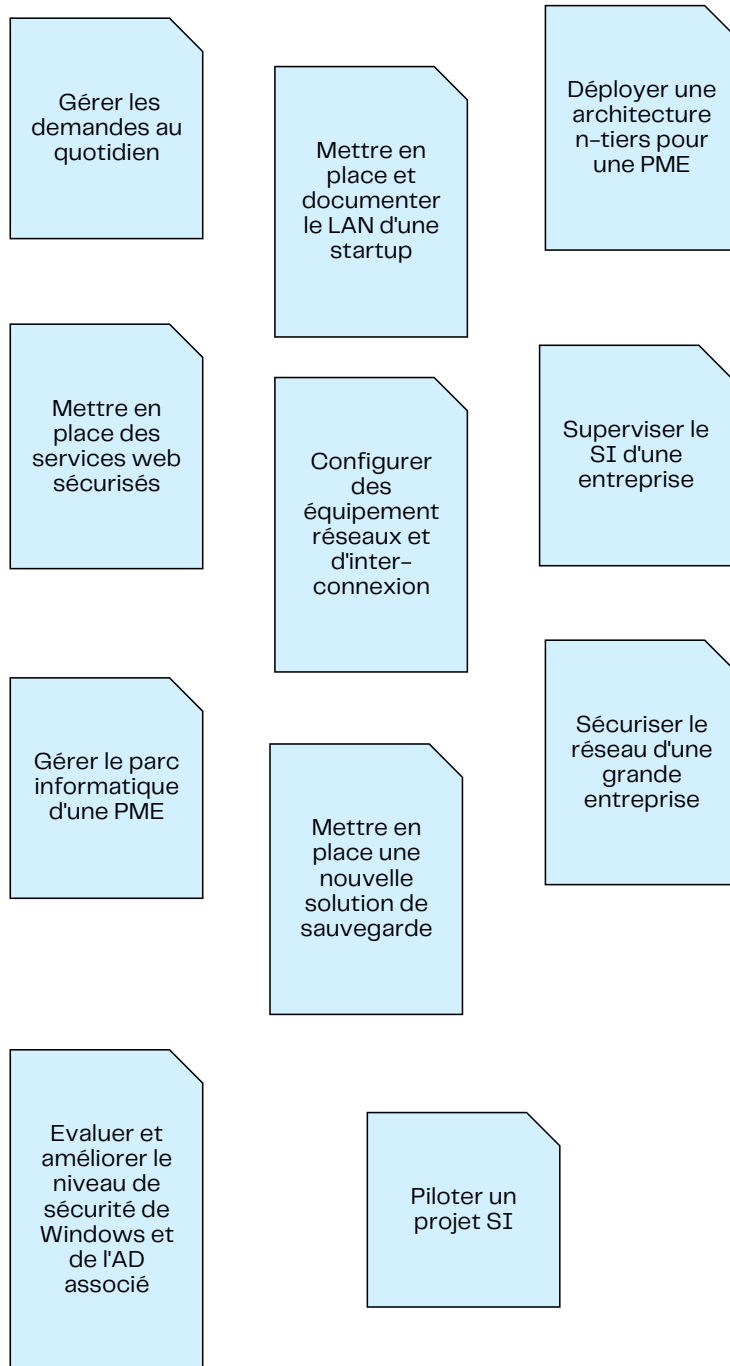 Gérer les
demandes au
quotidien
Mettre en
place et
documenter
le LAN d'une
startup
Déployer une
architecture
n-tiers pour
une PME
Mettre en
place des
services web
sécurisés
Configurer
des
équipement
réseaux et
d'inter-
connexion
Superviser le
SI d'une
entreprise
Gérer le parc
informatique
d'une PME
Mettre en
place une
nouvelle
solution de
sauvegarde
Sécuriser le
réseau d'une
grande
entreprise
Evaluer et
améliorer le
niveau de
sécurité de
Windows et
de l'AD
associé
Piloter un
projet SI